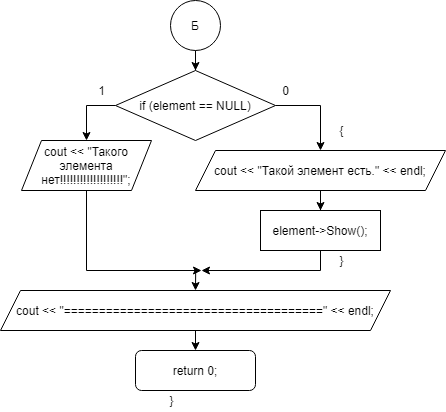 Б
if (element == NULL)
1
0
{
cout << "Такого
элемента
нет!!!!!!!!!!!!!!!!!!!";
cout << "Такой элемент есть." << endl;
element->Show();
}
cout << "=====================================" << endl;
return 0;
}